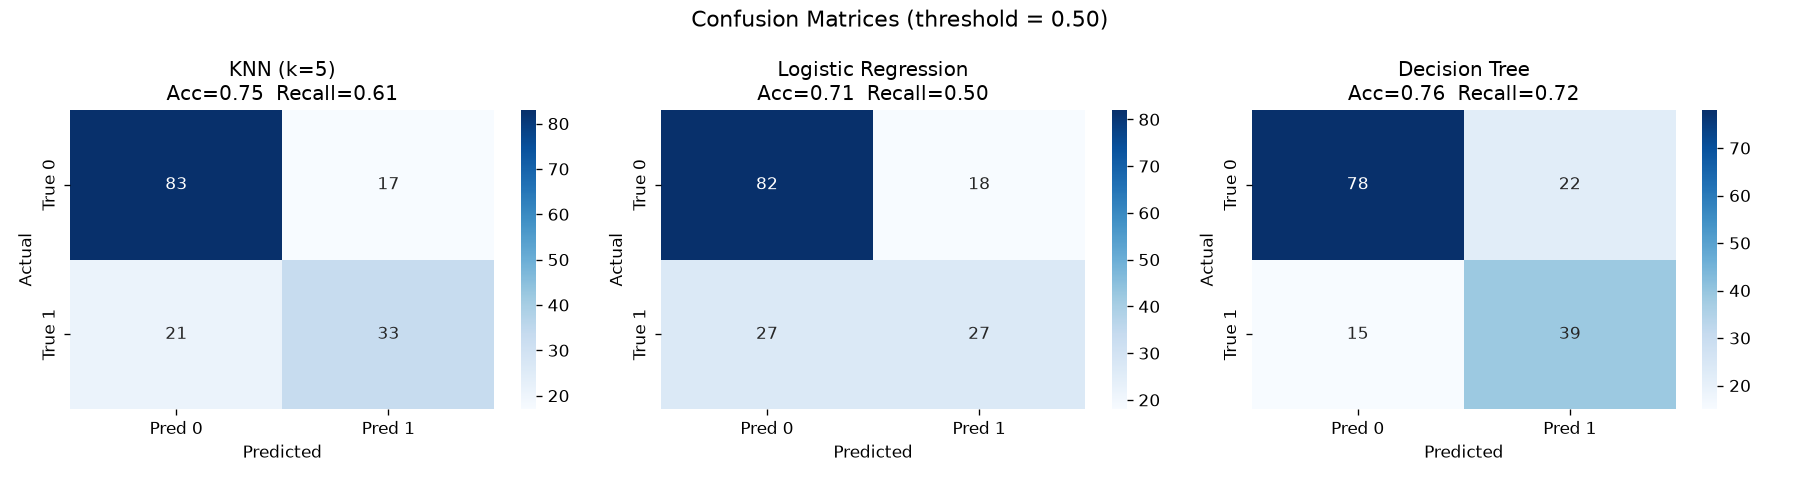 Confusion Matrices (threshold = 0.50)
KNN (k=5)
Acc=0.75  Recall=0.61
True 0
True 1
Actual
83
17
21
33
Pred 0
Pred 1
Predicted
80
70
60
50
40
30
20
Logistic Regression
Acc=0.71  Recall=0.50
True 0
True 1
Actual
82
18
27
27
Pred 0
Pred 1
Predicted
80
70
60
50
40
30
20
Decision Tree
Acc=0.76  Recall=0.72
True 0
True 1
Actual
78
22
15
39
Pred 0
Pred 1
Predicted
70
60
50
40
30
20